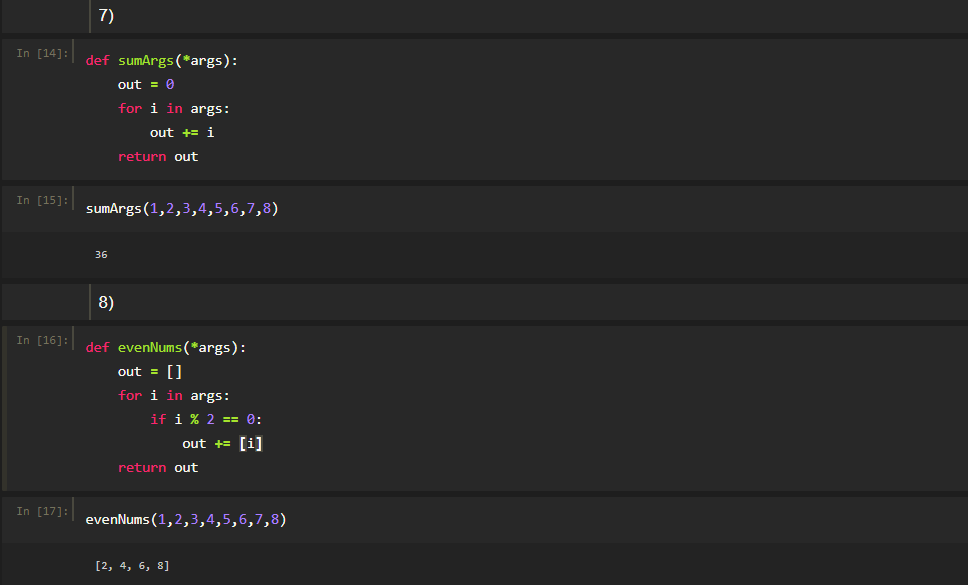 7)
In [14]:
def sumArgs(*args):
    out = 0
    for i in args:
        out += i
    return out
In [15]:
sumArgs(1,2,3,4,5,6,7,8)
36
8)
In [16]:
def evenNums(*args):
    out = []
    for i in args:
        if i % 2 == 0:
            out += [i]
    return out
In [17]:
evenNums(1,2,3,4,5,6,7,8)
[2, 4, 6, 8]